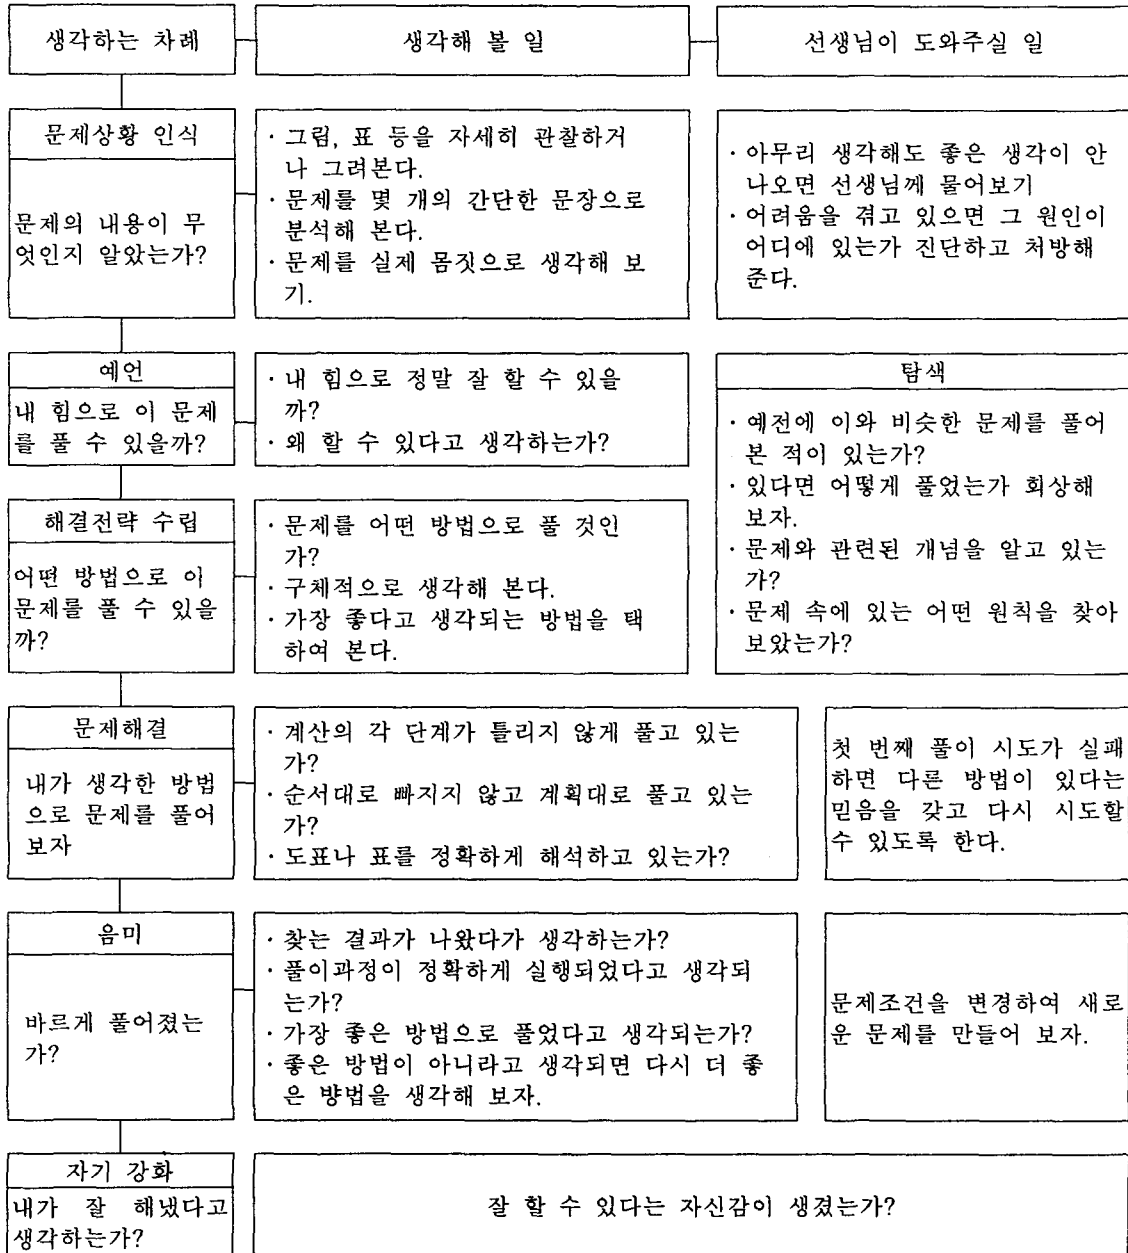 생각하는 차례
생각해 볼 일
선생님이 도와주실 일
문제상황 인식
문제의 내용이 무
엇인지 알았는가?
· 그림, 표 등을 자세히 관찰하거
나 그려본다.
· 문제를 몇 개의 간단한 문장으로
분석해 본다.
· 문제를 실제 몸짓으로 생각해 보
기.
· 아무리 생각해도 좋은 생각이 안
나오면 선생님께 물어보기
· 어려움을 겪고 있으면 그 원인이
어디에 있는가 진단하고 처방해
준다.
예언
내 힘으로 이 문제
를 풀 수 있을까?
· 내 힘으로 정말 잘 할 수 있을
까?
· 왜 할 수 있다고 생각하는가?
탐색
· 예전에 이와 비슷한 문제를 풀어
본 적이 있는가?
· 있다면 어떻게 풀었는가 회상해
보자.
· 문제와 관련된 개념을 알고 있는
가?
· 문제 속에 있는 어떤 원칙을 찾아
보았는가?
해결전략 수립
어떤 방법으로 이
문제를 풀 수 있을
까?
· 문제를 어떤 방법으로 풀 것인
가?
· 구체적으로 생각해 본다.
· 가장 좋다고 생각되는 방법을 택
하여 본다.
문제해결
내가 생각한 방법
으로 문제를 풀어
보자
· 계산의 각 단계가 틀리지 않게 풀고 있는
가?
· 순서대로 빠지지 않고 계획대로 풀고 있는
가?
· 도표나 표를 정확하게 해석하고 있는가?
첫 번째 풀이 시도가 실패
하면 다른 방법이 있다는
믿음을 갖고 다시 시도할
수 있도록 한다.
음미
바르게 풀어졌는
가?
· 찾는 결과가 나왔다가 생각하는가?
· 풀이과정이 정확하게 실행되었다고 생각되
는가?
· 가장 좋은 방법으로 풀었다고 생각되는가?
· 좋은 방법이 아니라고 생각되면 다시 더 좋
은 뱡법을 생각해 보자.
문제조건을 변경하여 새로
운 문제를 만들어 보자.
자기 강화
내가 잘 해냈다고
생각하는가?
잘 할 수 있다는 자신감이 생겼는가?